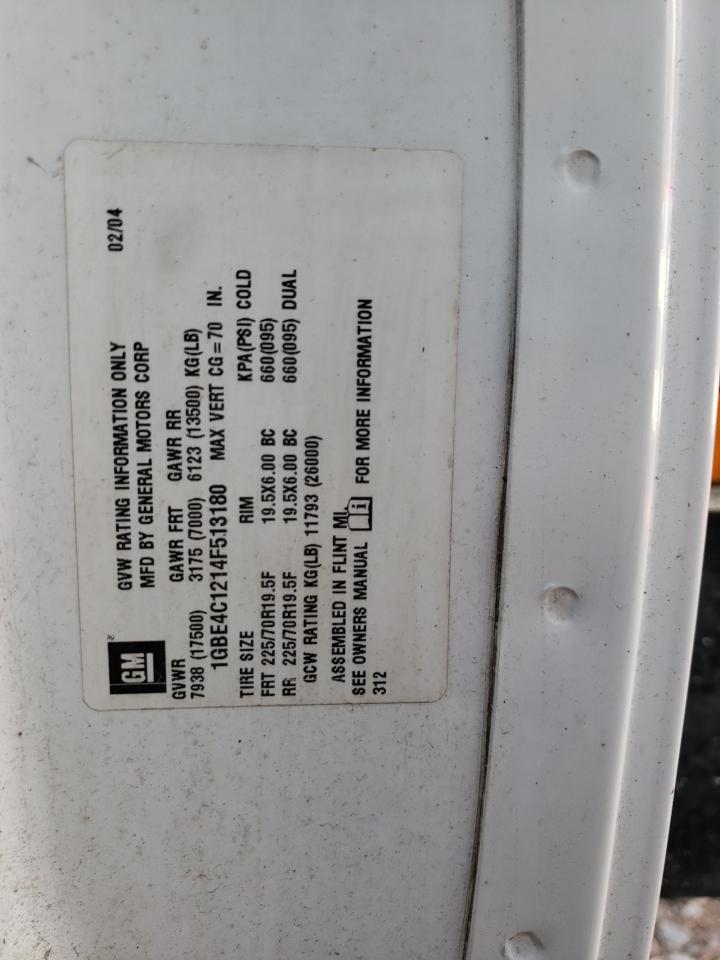 GM®
GVW RATING INFORMATION ONLY 02/04
MFD BY GENERAL MOTORS CORP
GVWR GAWR FRT GAWR RR
7938 (17500) 3175 (7000) 6123 (13500) KG(LB)
1GBE4C1214F513180 MAX VERT CG = 70 IN.
TIRE SIZE RIM KPA(PSI) COLD
FRT 225/70R19.5F 19.5X6.00 BC 660(095)
RR 225/70R19.5F 19.5X6.00 BC 660(095) DUAL
GCW RATING KG(LB) 11793 (26000)
ASSEMBLED IN FLINT MI.
SEE OWNERS MANUAL i FOR MORE INFORMATION
312